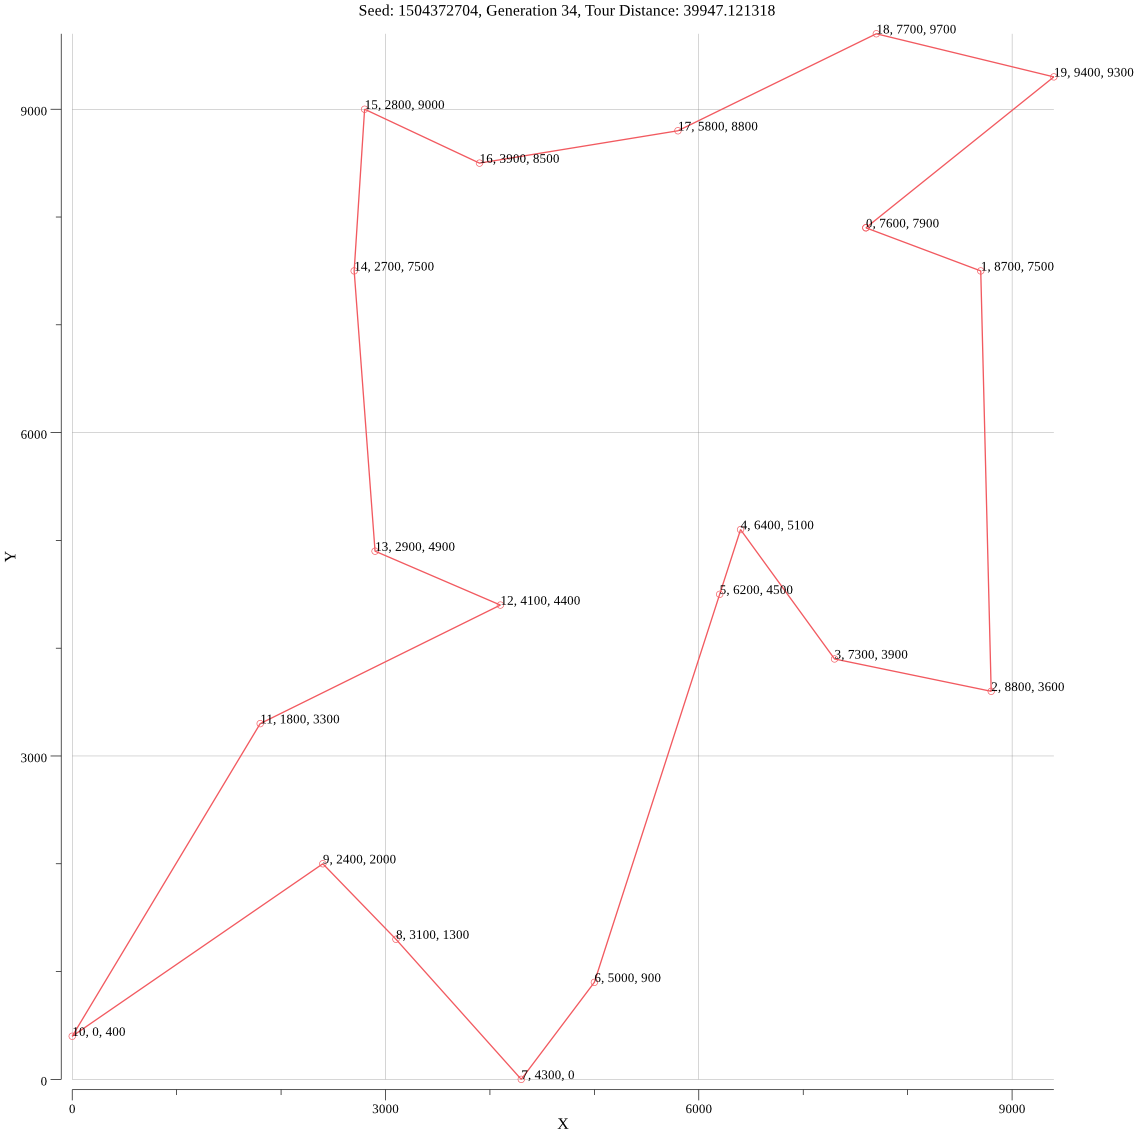 Seed: 1504372704, Generation 34, Tour Distance: 39947.121318
18, 7700, 9700
19, 9400, 9300
15, 2800, 9000
9000
17, 5800, 8800
16, 3900, 8500
0, 7600, 7900
14, 2700, 7500
1, 8700, 7500
6000
4, 6400, 5100
13, 2900, 4900
Y
5, 6200, 4500
12, 4100, 4400
3, 7300, 3900
2, 8800, 3600
11, 1800, 3300
3000
9, 2400, 2000
8, 3100, 1300
6, 5000, 900
10, 0, 400
7, 4300, 0
0
0 3000 6000 9000
X